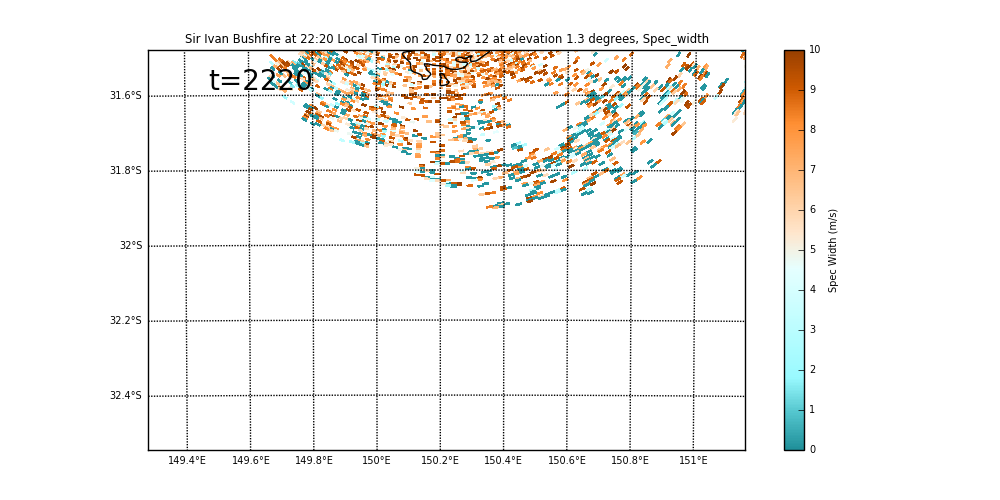 Sir Ivan Bushfire at 22:20 Local Time on 2017 02 12 at elevation 1.3 degrees, Spec_width
t=2220
31.6°S
31.8°S
32°S
32.2°S
32.4°S
149.4°E 149.6°E 149.8°E 150°E 150.2°E 150.4°E 150.6°E 150.8°E 151°E
10
9
8
7
6
5
4
3
2
1
0
Spec Width (m/s)